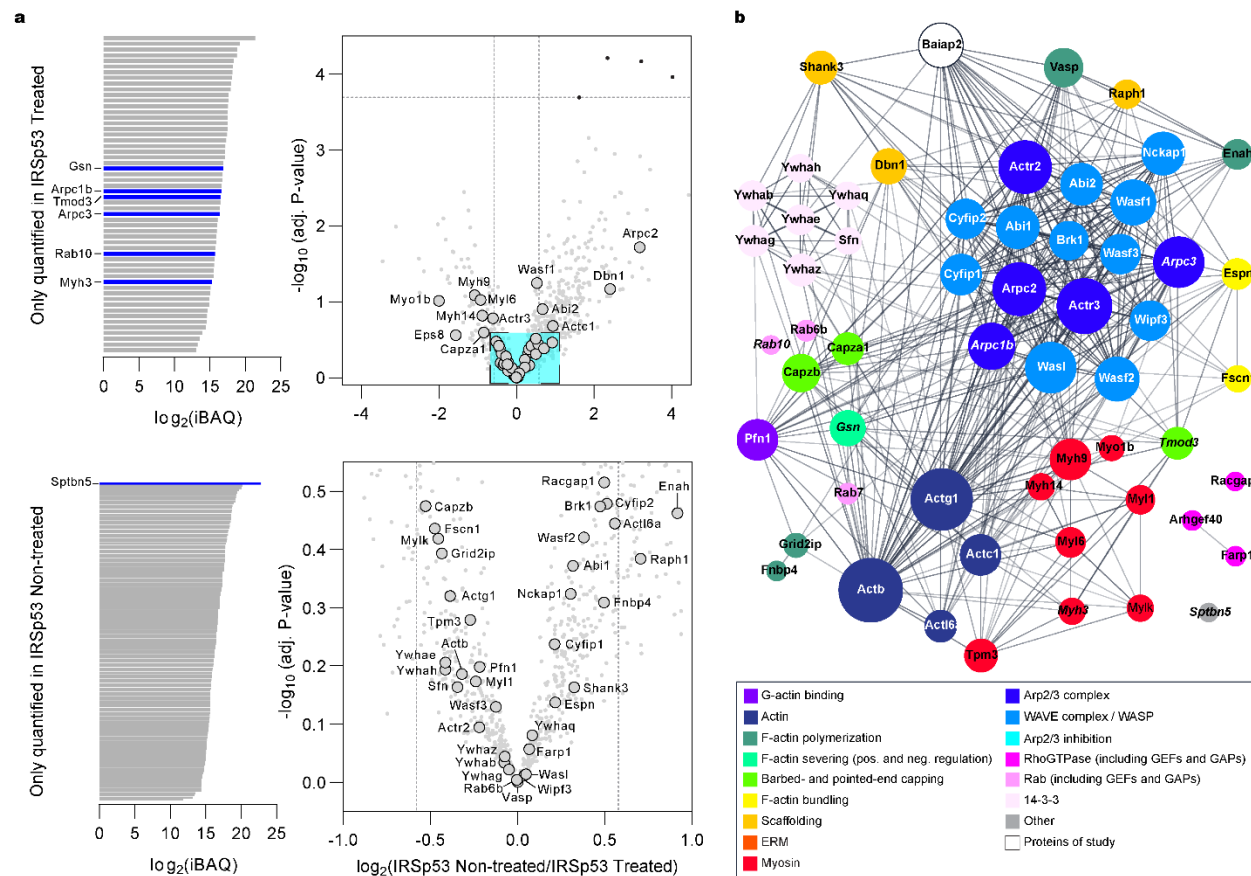 a
Only quantified in IRSp53 Treated
Gsn
Arpc1b
Tmod3
Arpc3
Rab10
Myh3
0 5 10 15 20 25
log2(iBAQ)
-log10 (adj. P-value)
4
3
2
1
0
-4 -2 0 2 4
Arpc2
Dbn1
Wasf1
Myh9
Myo1b
Myl6
Abi2
Myh14
Actr3
Actc1
Eps8
Capza1
Only quantified in IRSp53 Non-treated
Sptbn5
0 5 10 15 20 25
log2(iBAQ)
-log10 (adj. P-value)
0.5
0.4
0.3
0.2
0.1
0.0
-1.0 -0.5 0.0 0.5 1.0
log2(IRSp53 Non-treated/IRSp53 Treated)
Racgap1
Enah
Capzb
Brk1
Cyfip2
Fscn1
Actl6a
Mylk
Wasf2
Grid2ip
Raph1
Abi1
Actg1
Nckap1
Fnbp4
Tpm3
Actb
Cyfip1
Ywhae
Pfn1
Ywhah
Myl1
Sfn
Shank3
Wasf3
Espn
Actr2
Ywhaq
Ywhaz
Farp1
Ywhab
Ywhag
Wasl
Rab6b
Wipf3
Vasp
b
Baiap2
Shank3
Vasp
Raph1
Enah
Nckap1
Dbn1
Actr2
Ywhah
Abi2
Ywhab
Ywhaq
Wasf1
Ywhae
Cyfip2
Abi1
Ywhag
Sfn
Brk1
Wasf3
Ywhaz
Cyfip1
Arpc3
Espn
Arpc2
Actr3
Rab6b
Wipf3
Rab10
Capza1
Arpc1b
Capzb
Wasl
Wasf2
Fscn1
Gsn
Pfn1
Tmod3
Myo1b
Myh9
Racgap
Rab7
Myh14
Actg1
Myl1
Arhgef40
Grid2ip
Myl6
Actc1
Farp1
Fnbp4
Actb
Myh3
Mylk
Sptbn5
Actl6a
Tpm3
G-actin binding
Actin
F-actin polymerization
F-actin severing (pos. and neg. regulation)
Barbed- and pointed-end capping
F-actin bundling
Scaffolding
ERM
Myosin
Arp2/3 complex
WAVE complex / WASP
Arp2/3 inhibition
RhoGTPase (including GEFs and GAPs)
Rab (including GEFs and GAPs)
14-3-3
Other
Proteins of study